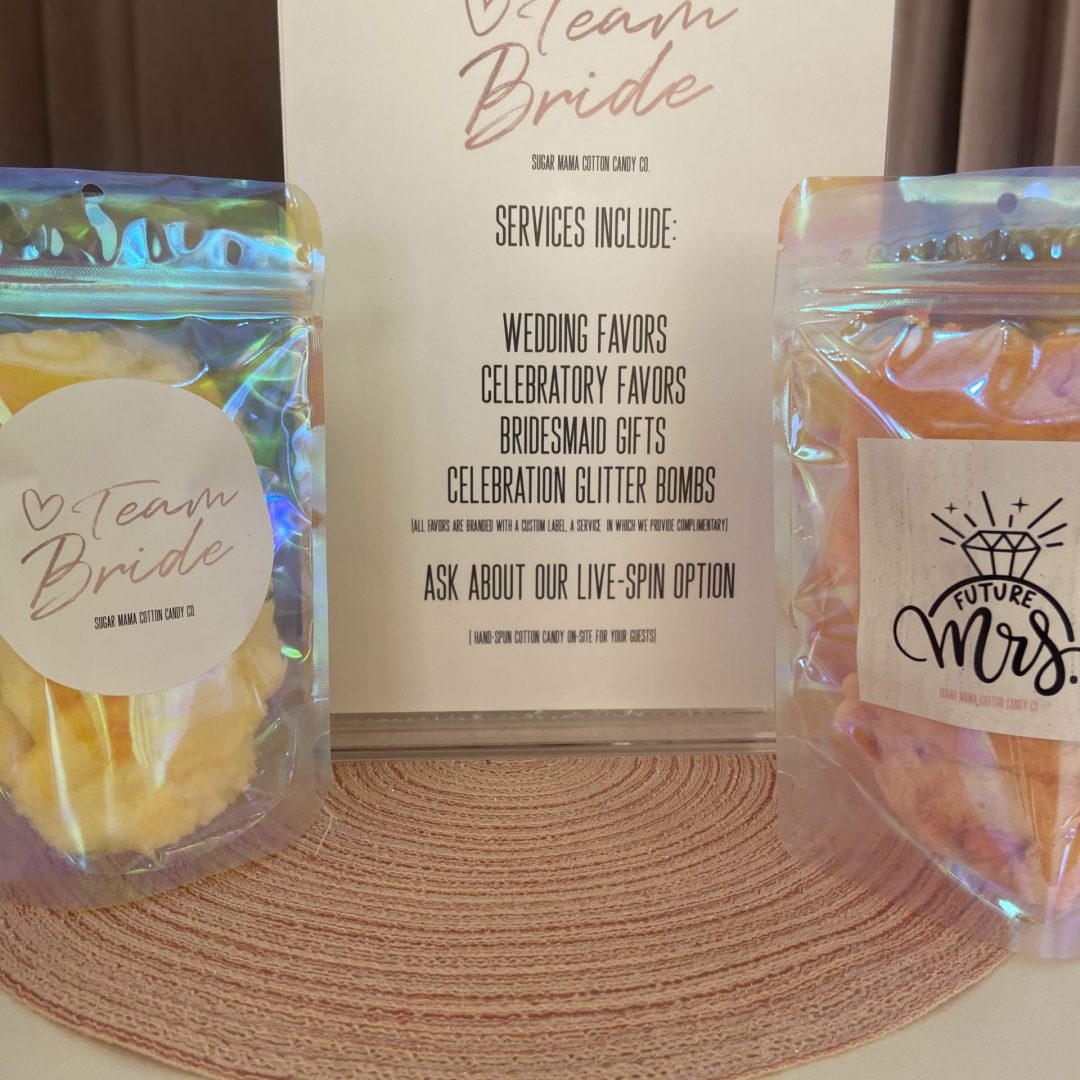 Team
Bride
SUGAR MAMA COTTON CANDY CO.
SERVICES INCLUDE:
WEDDING FAVORS
CELEBRATORY FAVORS
BRIDESMAID GIFTS
CELEBRATION GLITTER BOMBS
(ALL FAVORS ARE BRANDED WITH A CUSTOM LABEL, A SERVICE IN WHICH WE PROVIDE COMPLIMENTARY)
ASK ABOUT OUR LIVE-SPIN OPTION
( HAND-SPUN COTTON CANDY ON-SITE FOR YOUR GUESTS)
Team
Bride
SUGAR MAMA COTTON CANDY CO.
FUTURE
Mrs.
SUGAR MAMA COTTON CANDY CO